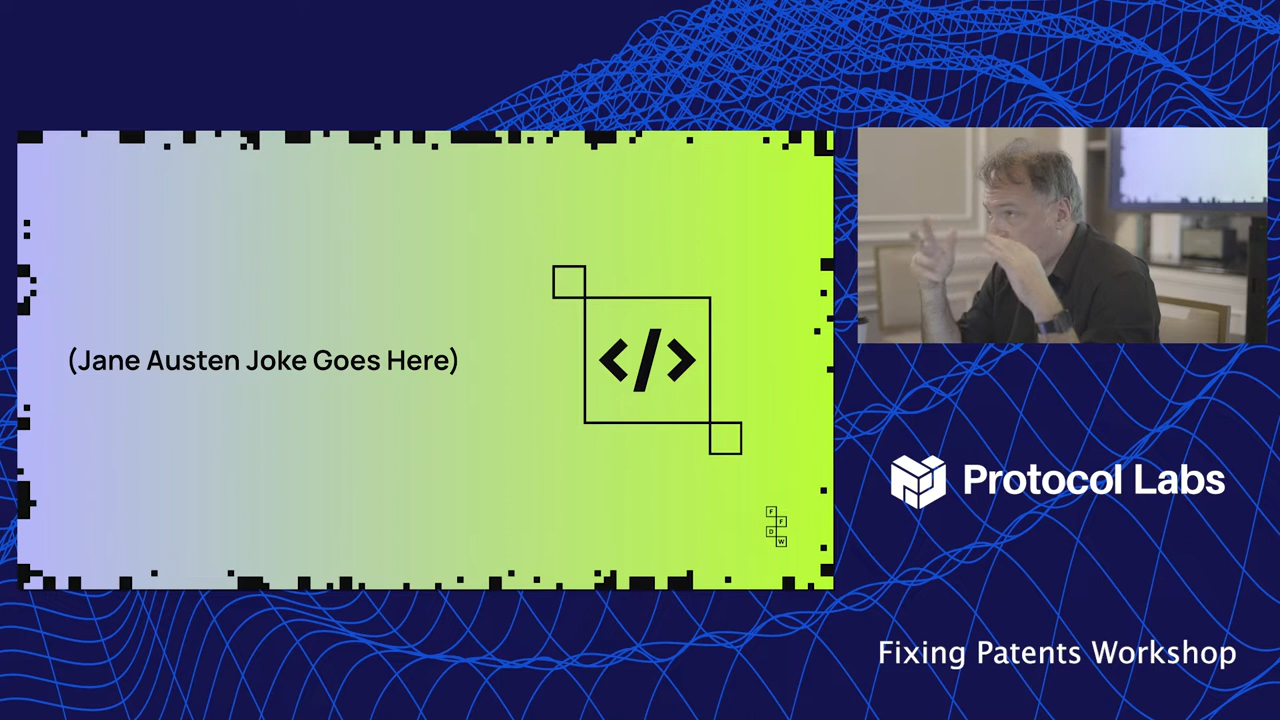 (Jane Austen Joke Goes Here)
</>
F
F
D
W
Protocol Labs
Fixing Patents Workshop